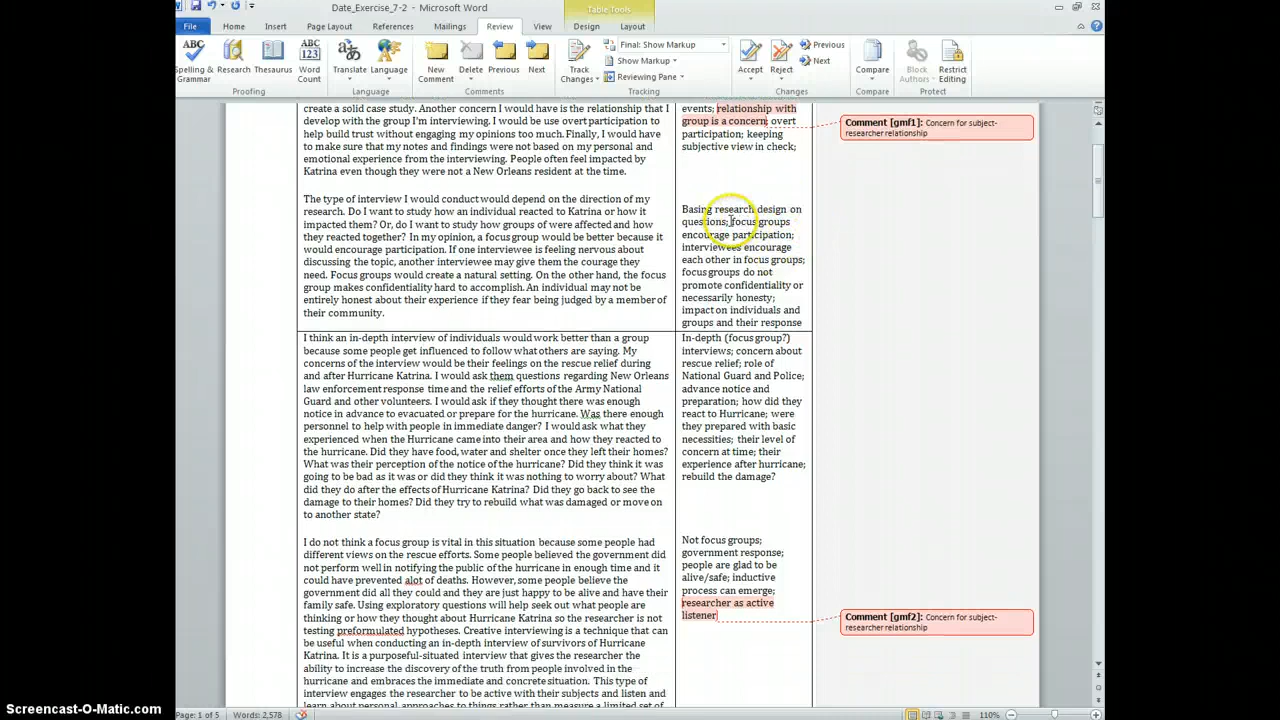 Date_Exercise_7-2 - Microsoft Word
Table Tools
File Home Insert Page Layout References Mailings Review View Design Layout
Spelling & Grammar Research Thesaurus Word Count
Translate Language
New Comment Delete Previous Next
Track Changes
Final: Show Markup
Show Markup
Reviewing Pane
Accept Reject
Previous
Next
Compare
Block Authors Restrict Editing
Proofing Language Comments Tracking Changes Compare Protect
create a solid case study. Another concern I would have is the relationship that I
develop with the group I'm interviewing. I would be use overt participation to
help build trust without engaging my opinions too much. Finally, I would have
to make sure that my notes and findings were not based on my personal and
emotional experience from the interviewing. People often feel impacted by
Katrina even though they were not a New Orleans resident at the time.
The type of interview I would conduct would depend on the direction of my
research. Do I want to study how an individual reacted to Katrina or how it
impacted them? Or, do I want to study how groups of were affected and how
they reacted together? In my opinion, a focus group would be better because it
would encourage participation. If one interviewee is feeling nervous about
discussing the topic, another interviewee may give them the courage they
need. Focus groups would create a natural setting. On the other hand, the focus
group makes confidentiality hard to accomplish. An individual may not be
entirely honest about their experience if they fear being judged by a member of
their community.
events; relationship with
group is a concern; overt
participation; keeping
subjective view in check;
Basing research design on
questions; focus groups
encourage participation;
interviewees encourage
each other in focus groups;
focus groups do not
promote confidentiality or
necessarily honesty;
impact on individuals and
groups and their response
Comment [gmf1]: Concern for subject-
researcher relationship
I think an in-depth interview of individuals would work better than a group
because some people get influenced to follow what others are saying. My
concerns of the interview would be their feelings on the rescue relief during
and after Hurricane Katrina. I would ask them questions regarding New Orleans
law enforcement response time and the relief efforts of the Army National
Guard and other volunteers. I would ask if they thought there was enough
notice in advance to evacuated or prepare for the hurricane. Was there enough
personnel to help with people in immediate danger? I would ask what they
experienced when the Hurricane came into their area and how they reacted to
the hurricane. Did they have food, water and shelter once they left their homes?
What was their perception of the notice of the hurricane? Did they think it was
going to be bad as it was or did they think it was nothing to worry about? What
did they do after the effects of Hurricane Katrina? Did they go back to see the
damage to their homes? Did they try to rebuild what was damaged or move on
to another state?
I do not think a focus group is vital in this situation because some people had
different views on the rescue efforts. Some people believed the government did
not perform well in notifying the public of the hurricane in enough time and it
could have prevented alot of deaths. However, some people believe the
government did all they could and they are just happy to be alive and have their
family safe. Using exploratory questions will help seek out what people are
thinking or how they thought about Hurricane Katrina so the researcher is not
testing preformulated hypotheses. Creative interviewing is a technique that can
be useful when conducting an in-depth interview of survivors of Hurricane
Katrina. It is a purposeful-situated interview that gives the researcher the
ability to increase the discovery of the truth from people involved in the
hurricane and embraces the immediate and concrete situation. This type of
interview engages the researcher to be active with their subjects and listen and
learn about personal approaches to things rather than measure a limited set of
In-depth (focus group?)
interviews; concern about
rescue relief; role of
National Guard and Police;
advance notice and
preparation; how did they
react to Hurricane; were
they prepared with basic
necessities; their level of
concern at time; their
experience after hurricane;
rebuild the damage?
Not focus groups;
government response;
people are glad to be
alive/safe; inductive
process can emerge;
researcher as active
listener
Comment [gmf2]: Concern for subject-
researcher relationship
Page: 1 of 5 Words: 2,578 110%
Screencast-O-Matic.com